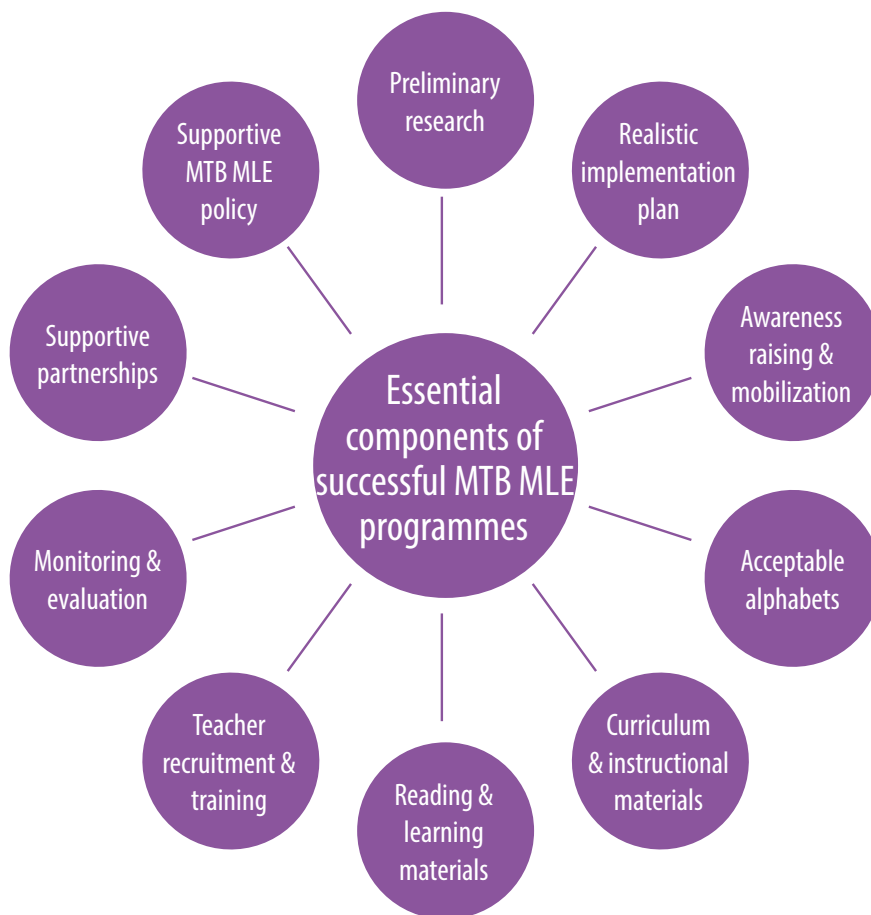 Preliminary
research
Realistic
implementation
plan
Awareness
raising &
mobilization
Acceptable
alphabets
Curriculum
& instructional
materials
Reading &
learning
materials
Teacher
recruitment &
training
Monitoring &
evaluation
Supportive
partnerships
Supportive
MTB MLE
policy
Essential
components of
successful MTB MLE
programmes